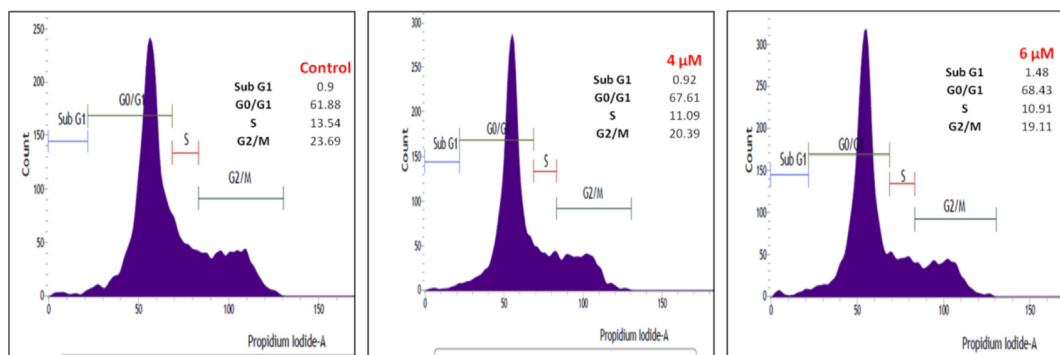 Control
Sub G1 0.9
G0/G1 61.88
S 13.54
G2/M 23.69
250
200
150
100
50
0
Count
G0/G1
Sub G1
S
G2/M
0 50 100 150
Propidium Iodide-A
4 µM
Sub G1 0.92
G0/G1 67.61
S 11.09
G2/M 20.39
300
250
200
150
100
50
0
Count
G0/G1
Sub G1
S
G2/M
0 50 100 150
Propidium Iodide-A
6 µM
Sub G1 1.48
G0/G1 68.43
S 10.91
G2/M 19.11
300
250
200
150
100
50
0
Count
G0/G1
Sub G1
S
G2/M
0 50 100 150
Propidium Iodide-A